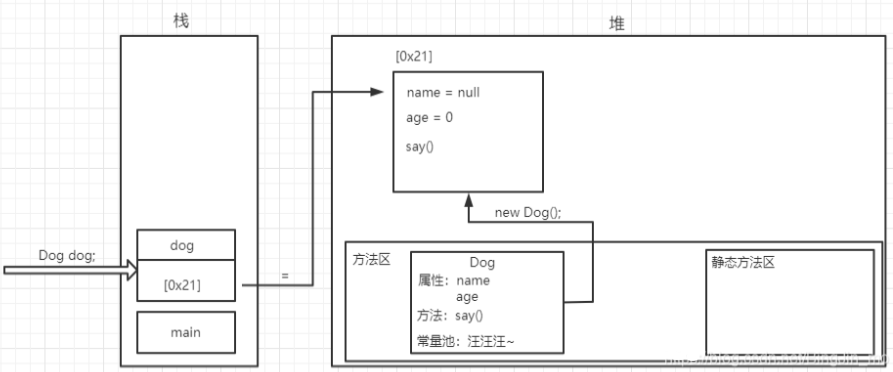 栈
堆
[0x21]
name = null
age = 0
say()
new Dog();
Dog dog;
dog
[0x21]
=
main
方法区
Dog
属性：name
age
方法：say()
常量池：汪汪汪~
静态方法区